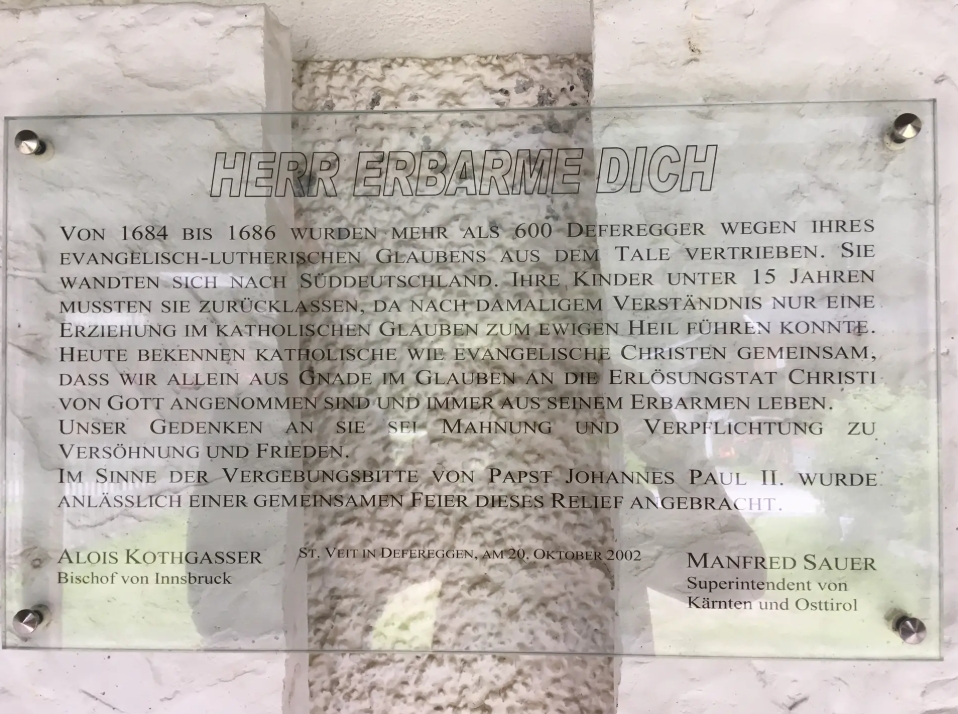 HERR ERBARME DICH
VON 1684 BIS 1686 WURDEN MEHR ALS 600 DEFEREGGER WEGEN IHRES
EVANGELISCH-LUTHERISCHEN GLAUBENS AUS DEM TALE VERTRIEBEN. SIE
WANDTEN SICH NACH SÜDDEUTSCHLAND. IHRE KINDER UNTER 15 JAHREN
MUSSTEN SIE ZURÜCKLASSEN, DA NACH DAMALIGEM VERSTÄNDNIS NUR EINE
ERZIEHUNG IM KATHOLISCHEN GLAUBEN ZUM EWIGEN HEIL FÜHREN KONNTE.
HEUTE BEKENNEN KATHOLISCHE WIE EVANGELISCHE CHRISTEN GEMEINSAM,
DASS WIR ALLEIN AUS GNADE IM GLAUBEN AN DIE ERLÖSUNGSTAT CHRISTI
VON GOTT ANGENOMMEN SIND UND IMMER AUS SEINEM ERBARMEN LEBEN.
UNSER GEDENKEN AN SIE SEI MAHNUNG UND VERPFLICHTUNG ZU
VERSÖHNUNG UND FRIEDEN.
IM SINNE DER VERGEBUNGSBITTE VON PAPST JOHANNES PAUL II. WURDE
ANLÄSSLICH EINER GEMEINSAMEN FEIER DIESES RELIEF ANGEBRACHT.
ST. VEIT IN DEFEREGGEN, AM 20. OKTOBER 2002
ALOIS KOTHGASSER
Bischof von Innsbruck
MANFRED SAUER
Superintendent von
Kärnten und Osttirol